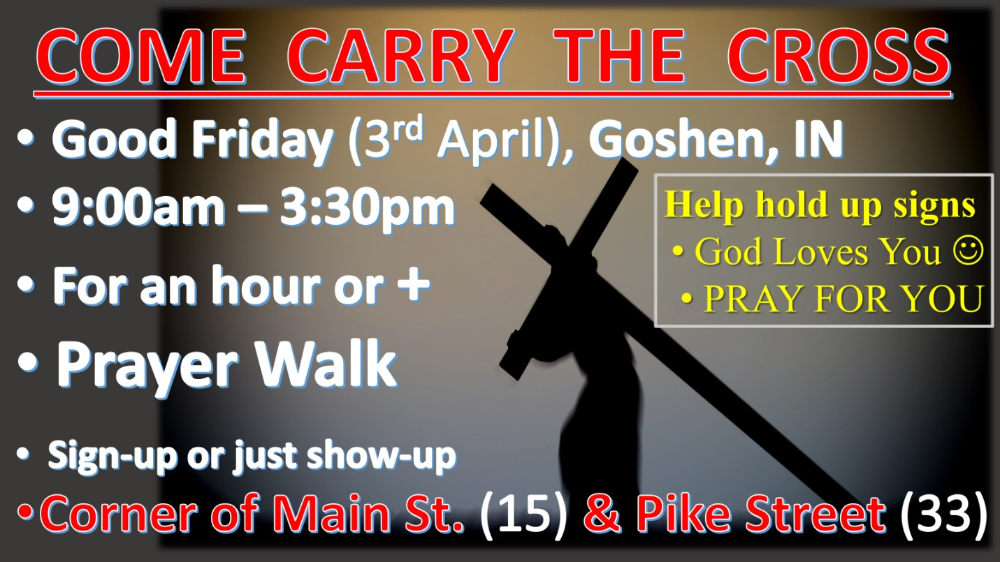 COME CARRY THE CROSS
• Good Friday (3rd April), Goshen, IN
• 9:00am – 3:30pm
• For an hour or +
• Prayer Walk
• Sign-up or just show-up
• Corner of Main St. (15) & Pike Street (33)
Help hold up signs
• God Loves You ☺
• PRAY FOR YOU